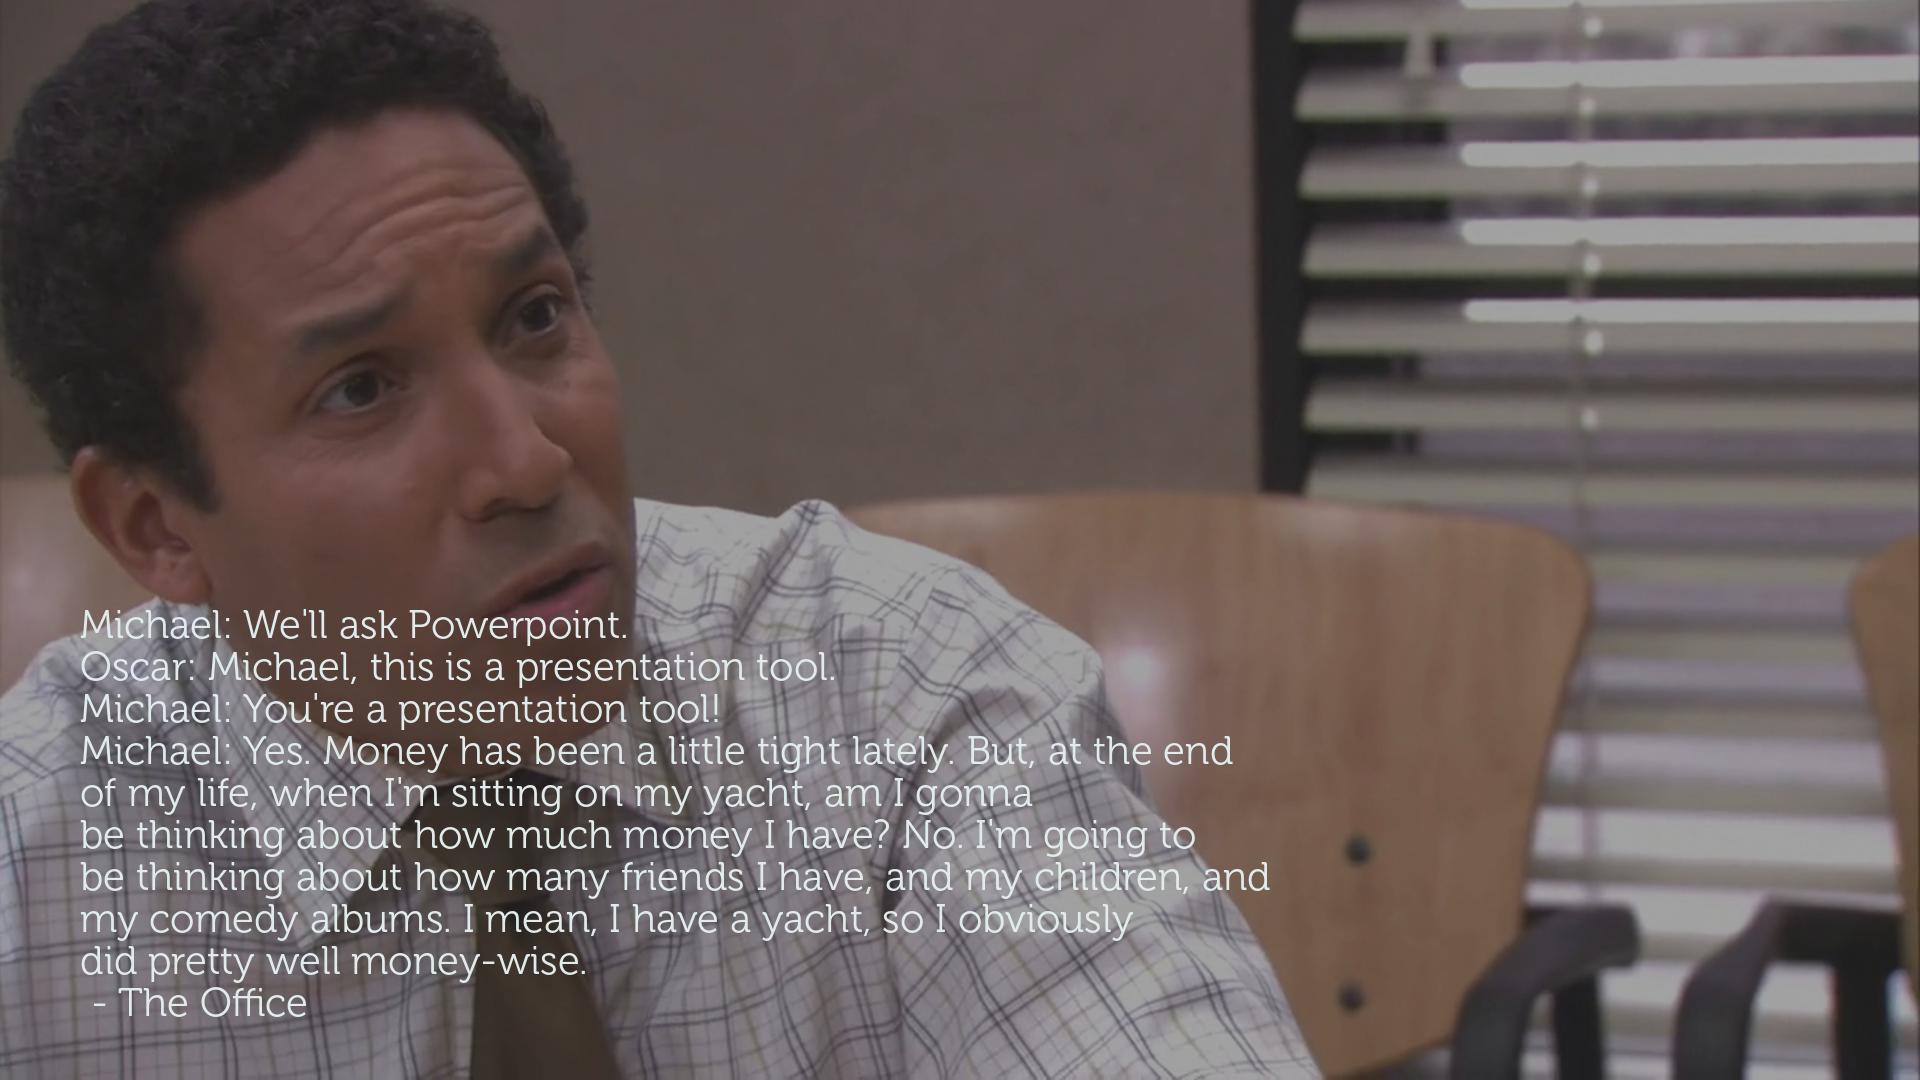 Michael: We'll ask Powerpoint.
Oscar: Michael, this is a presentation tool.
Michael: You're a presentation tool!
Michael: Yes. Money has been a little tight lately. But, at the end
of my life, when I'm sitting on my yacht, am I gonna
be thinking about how much money I have? No. I'm going to
be thinking about how many friends I have, and my children, and
my comedy albums. I mean, I have a yacht, so I obviously
did pretty well money-wise.
- The Office